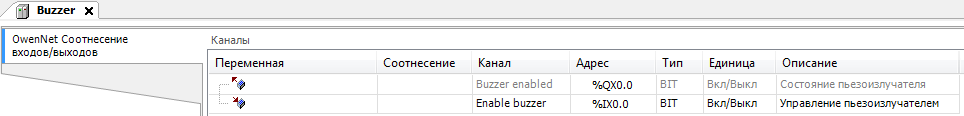 Buzzer
OwenNet Соотнесение
входов/выходов
Каналы
Переменная Соотнесение Канал Адрес Тип Единица Описание
Buzzer enabled %QX0.0 BIT Вкл/Выкл Состояние пьезоизлучателя
Enable buzzer %IX0.0 BIT Вкл/Выкл Управление пьезоизлучателем